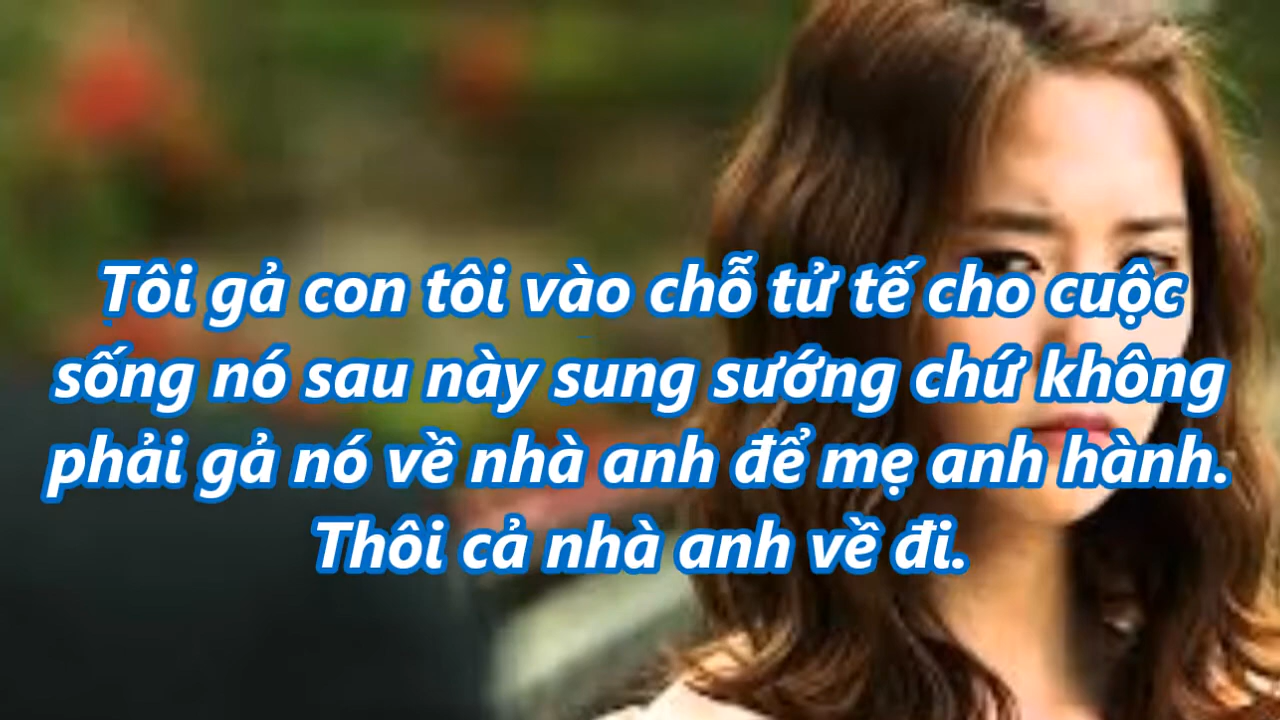 Tôi gả con tôi vào chỗ tử tế cho cuộc
sống nó sau này sung sướng chứ không
phải gả nó về nhà anh để mẹ anh hành.
Thôi cả nhà anh về đi.